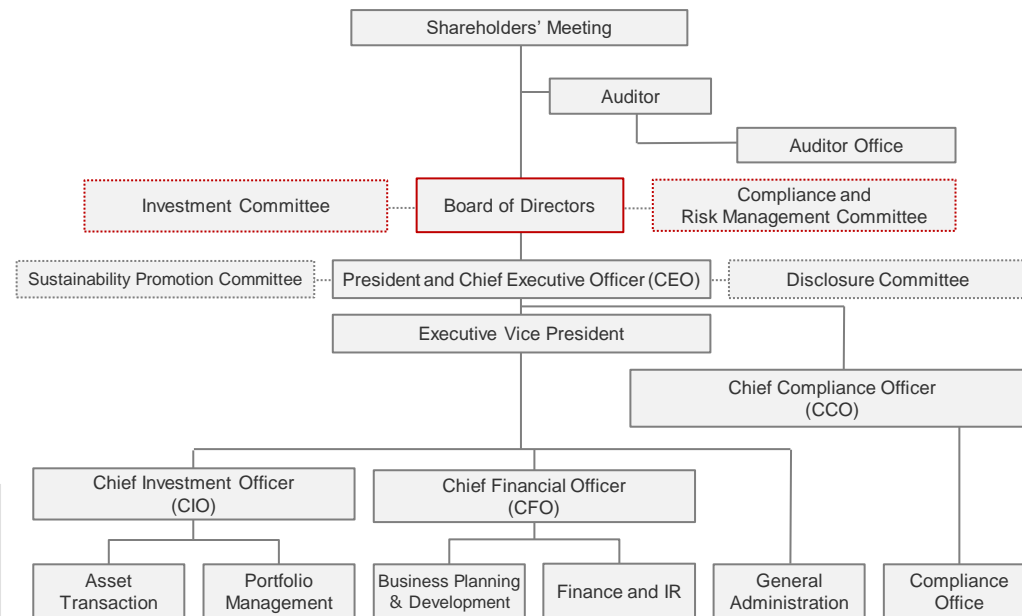 Shareholders' Meeting
Auditor
Auditor Office
Investment Committee
Board of Directors
Compliance and
Risk Management Committee
Sustainability Promotion Committee
President and Chief Executive Officer (CEO)
Disclosure Committee
Executive Vice President
Chief Compliance Officer
(CCO)
Chief Investment Officer
(CIO)
Chief Financial Officer
(CFO)
Asset
Transaction
Portfolio
Management
Business Planning
& Development
Finance and IR
General
Administration
Compliance
Office